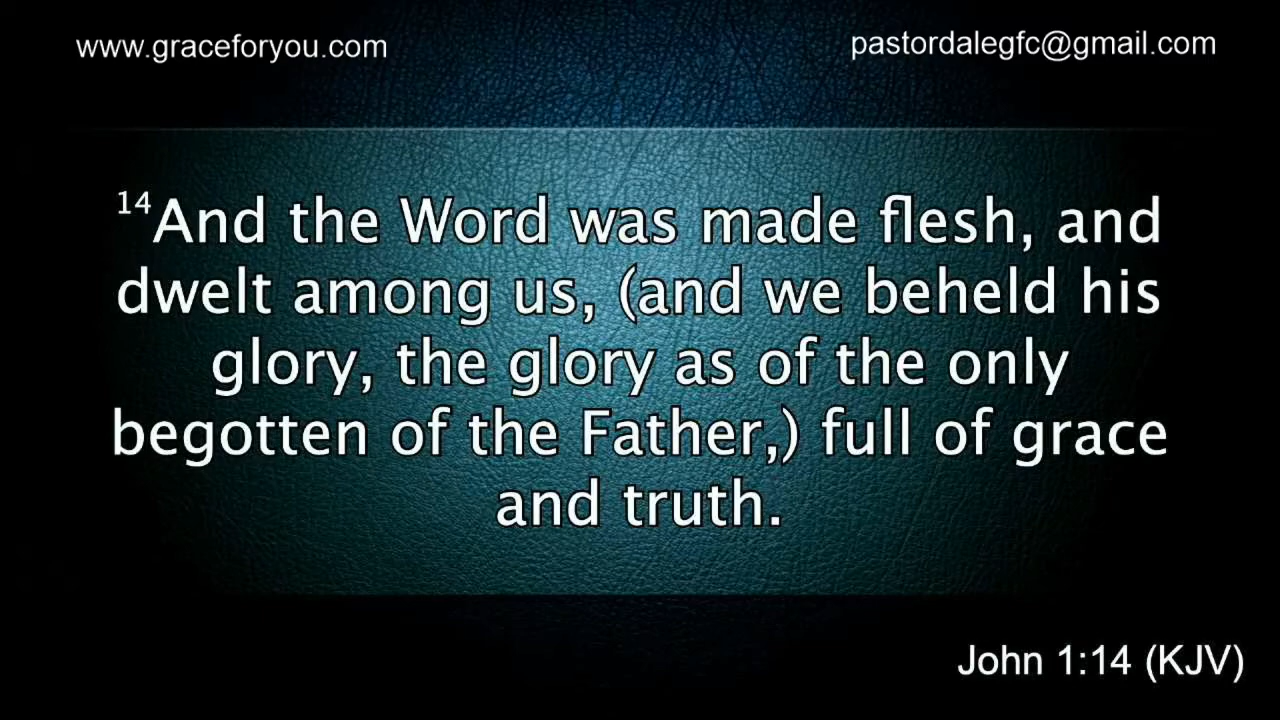 www.graceforyou.com
pastordalegfc@gmail.com
14And the Word was made flesh, and
dwelt among us, (and we beheld his
glory, the glory as of the only
begotten of the Father,) full of grace
and truth.
John 1:14 (KJV)